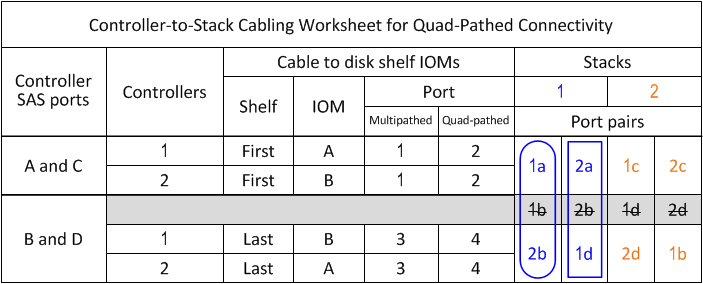 Controller-to-Stack Cabling Worksheet for Quad-Pathed Connectivity
Controller SAS ports
Controllers
Cable to disk shelf IOMs
Stacks
Shelf
IOM
Port
1
2
Multipathed
Quad-pathed
Port pairs
A and C
1 First A 1 2
2 First B 1 2
1a 2a 1c 2c
B and D
1b 2b 1d 2d
1 Last B 3 4
2 Last A 3 4
2b 1d 2d 1b